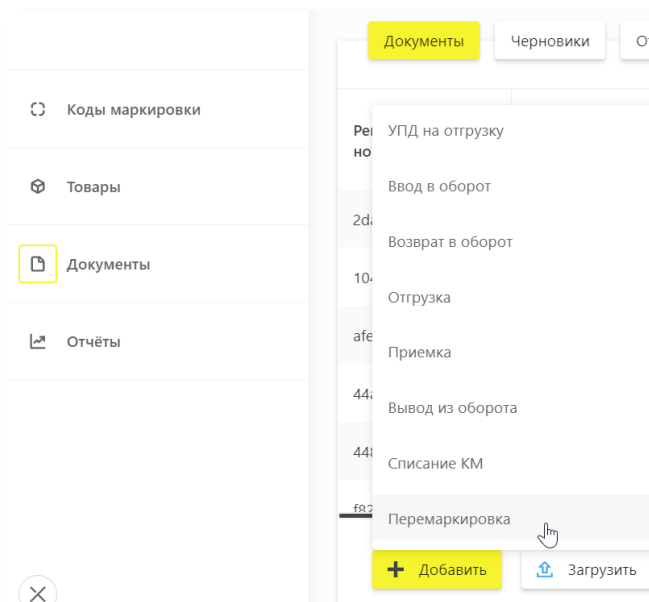 Документы
Черновики
Коды маркировки
Товары
Документы
Отчёты
УПД на отгрузку
Ввод в оборот
Возврат в оборот
Отгрузка
Приемка
Вывод из оборота
Списание КМ
Перемаркировка
Добавить
Загрузить